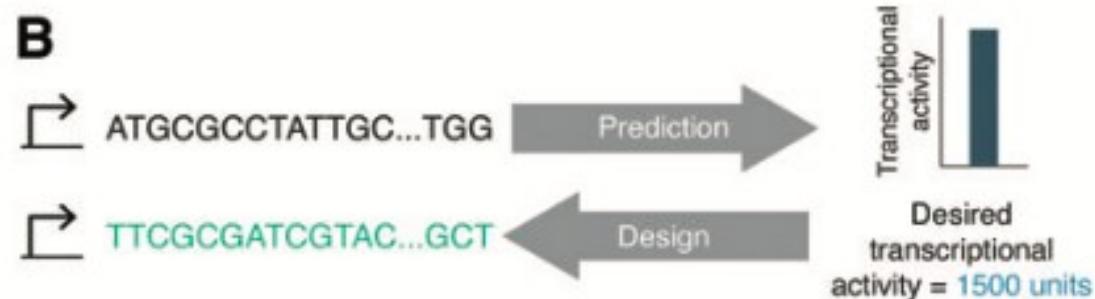 B
ATGCGCCTATTGC...TGG
Prediction
Transcriptional
activity
TTCGCGATCGTAC...GCT
Design
Desired
transcriptional
activity = 1500 units